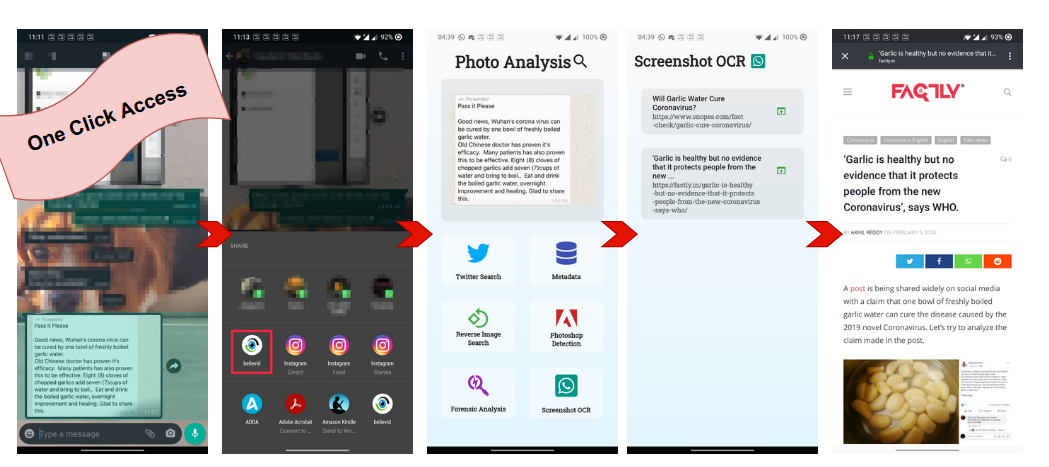 11:11
One Click Access
Pass it Please
Good news, Wuhan's corona virus can
be cured by one bowl of freshly boiled
garlic water.
Old Chinese doctor has proven it's
efficacy. Many patients has also proven
this to be effective. Eight (8) cloves of
chopped garlics add seven (7)cups of
water and bring to boil., Eat and drink
the boiled garlic water, overnight
improvement and healing. Glad to share
this.
Type a message
11:13
92%
SHARE
believid
Instagram
Direct
Instagram
Feed
Instagram
Stories
ADDA
Adobe Acrobat
Convert to ...
Amazon Kindle
Send to Kin...
believid
04:39
100%
Photo Analysis
Forwarded
Pass it Please
Good news, Wuhan's corona virus can
be cured by one bowl of freshly boiled
garlic water.
Old Chinese doctor has proven it's
efficacy. Many patients has also proven
this to be effective. Eight (8) cloves of
chopped garlics add seven (7)cups of
water and bring to boil., Eat and drink
the boiled garlic water, overnight
improvement and healing. Glad to share
this.
Twitter Search
Metadata
Reverse Image
Search
Photoshop
Detection
Forensic Analysis
Screenshot OCR
04:39
100%
Screenshot OCR
Will Garlic Water Cure
Coronavirus?
https://www.snopes.com/fact
-check/garlic-cure-coronavirus/
'Garlic is healthy but no evidence
that it protects people from the
new ...
https://factly.in/garlic-is-healthy
-but-no-evidence-that-it-protects
-people-from-the-new-coronavirus
-says-who/
11:17
93%
'Garlic is healthy but no evidence that it...
factly.in
FACTLY
Coronavirus
Coronavirus English
English
Fake News
'Garlic is healthy but no
evidence that it protects
people from the new
Coronavirus', says WHO.
0
BY AKHIL REDDY ON FEBRUARY 5, 2020
A post is being shared widely on social media
with a claim that one bowl of freshly boiled
garlic water can cure the disease caused by the
2019 novel Coronavirus. Let's try to analyze the
claim made in the post.